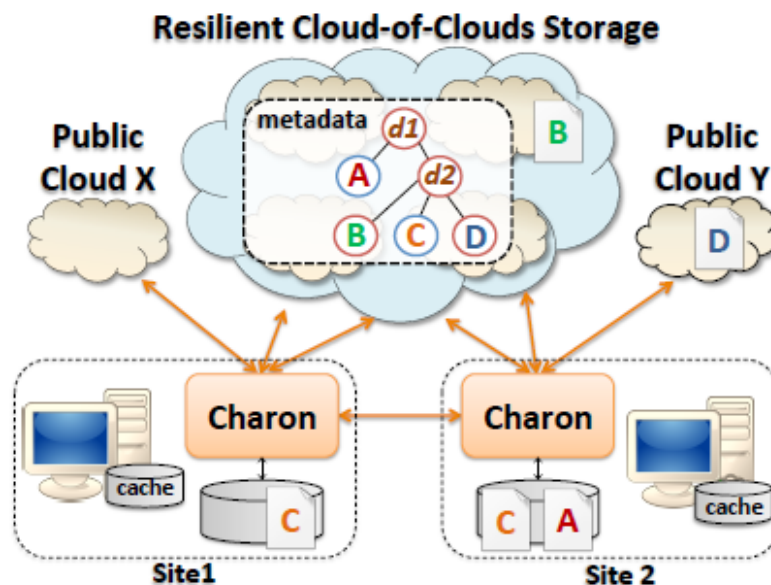 Resilient Cloud-of-Clouds Storage
Public
Cloud X
metadata
d1
A
d2
B
C
D
B
Public
Cloud Y
D
Charon
cache
C
Site1
Charon
cache
C
A
Site 2